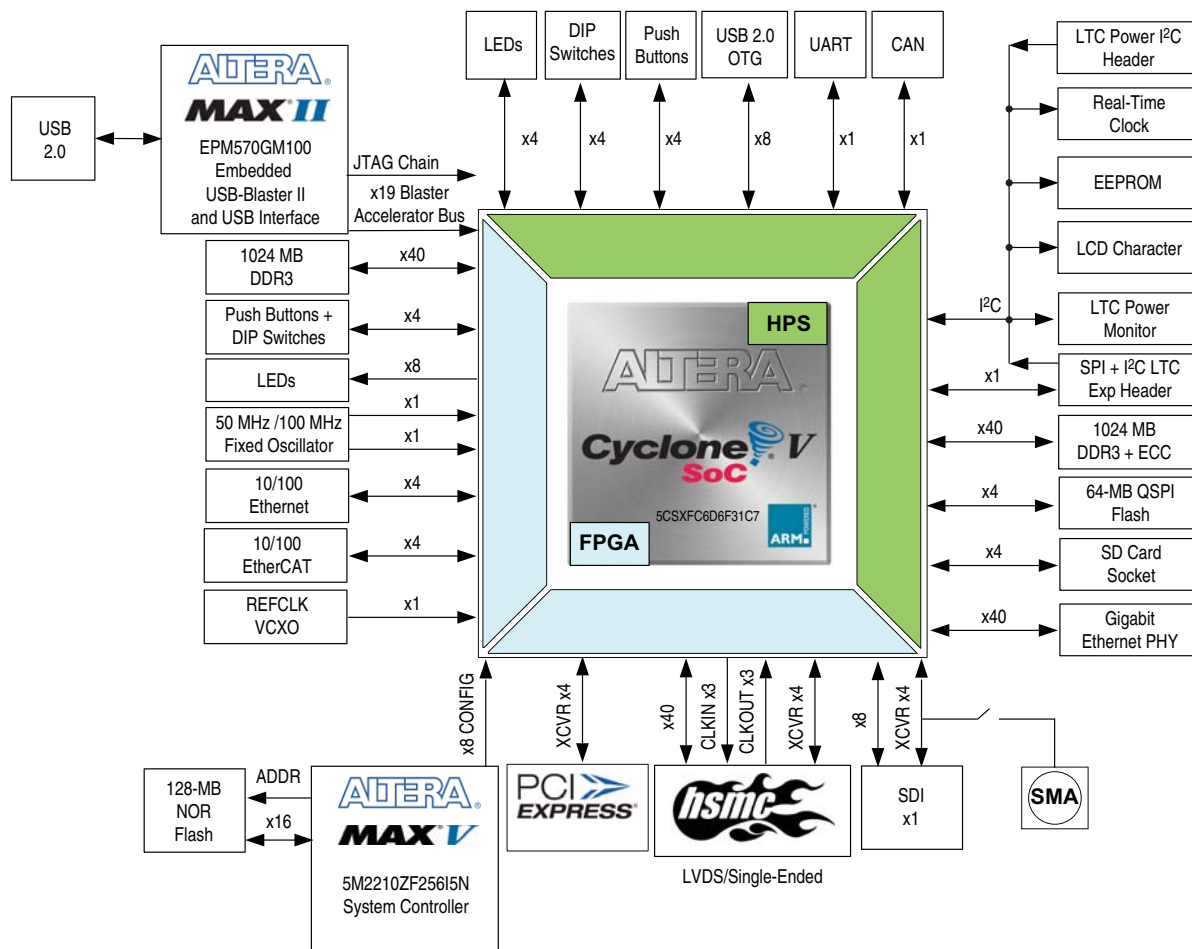 LEDs
DIP
Switches
Push
Buttons
USB 2.0
OTG
UART
CAN
x4
x4
x4
x8
x1
x1
USB
2.0
ALTERA®
MAX® II
EPM570GM100
Embedded
USB-Blaster II
and USB Interface
JTAG Chain
x19 Blaster
Accelerator Bus
1024 MB
DDR3
x40
Push Buttons +
DIP Switches
x4
LEDs
x8
50 MHz /100 MHz
Fixed Oscillator
x1
x1
10/100
Ethernet
x4
10/100
EtherCAT
x4
REFCLK
VCXO
x1
HPS
ALTERA®
Cyclone® V
SoC
5CSXFC6D6F31C7
FPGA
ARM®
POWERED
LTC Power I²C
Header
Real-Time
Clock
EEPROM
LCD Character
I²C
LTC Power
Monitor
x1
SPI + I²C LTC
Exp Header
x40
1024 MB
DDR3 + ECC
x4
64-MB QSPI
Flash
x4
SD Card
Socket
x40
Gigabit
Ethernet PHY
x8 CONFIG
XCVR x4
x40
CLKIN x3
CLKOUT x3
XCVR x4
x8
XCVR x4
128-MB
NOR
Flash
ADDR
x16
ALTERA®
MAX® V
5M2210ZF256I5N
System Controller
PCI
EXPRESS®
hsmc
LVDS/Single-Ended
SDI
x1
SMA